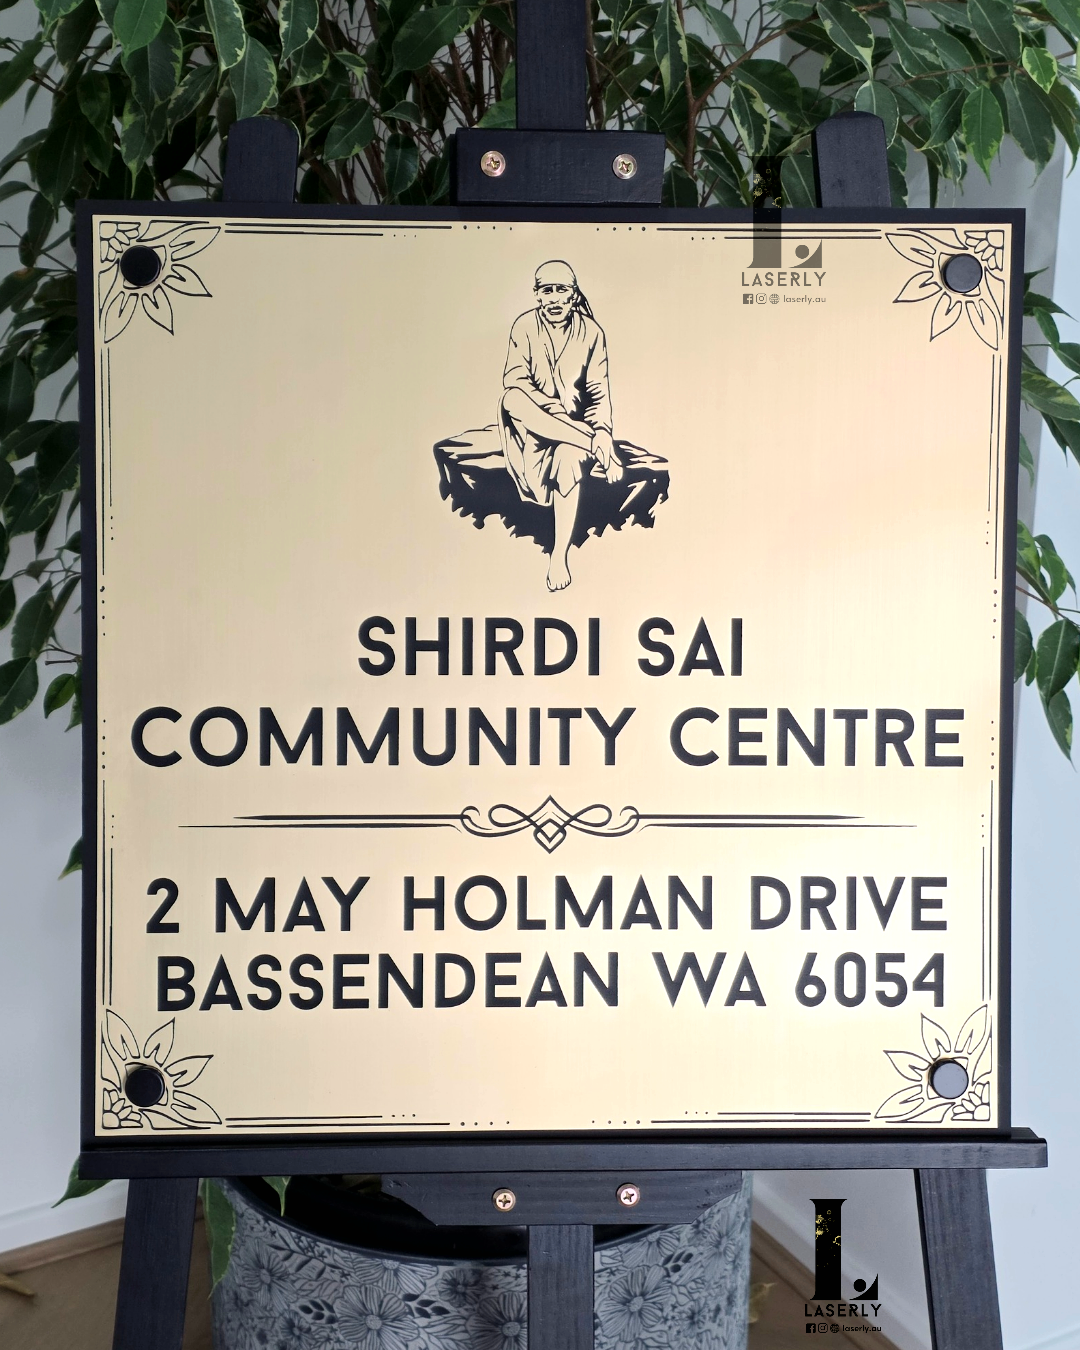 L
LASERLY
laserly.au
SHIRDI SAI
COMMUNITY CENTRE
2 MAY HOLMAN DRIVE
BASSENDEAN WA 6054
L
LASERLY
laserly.au